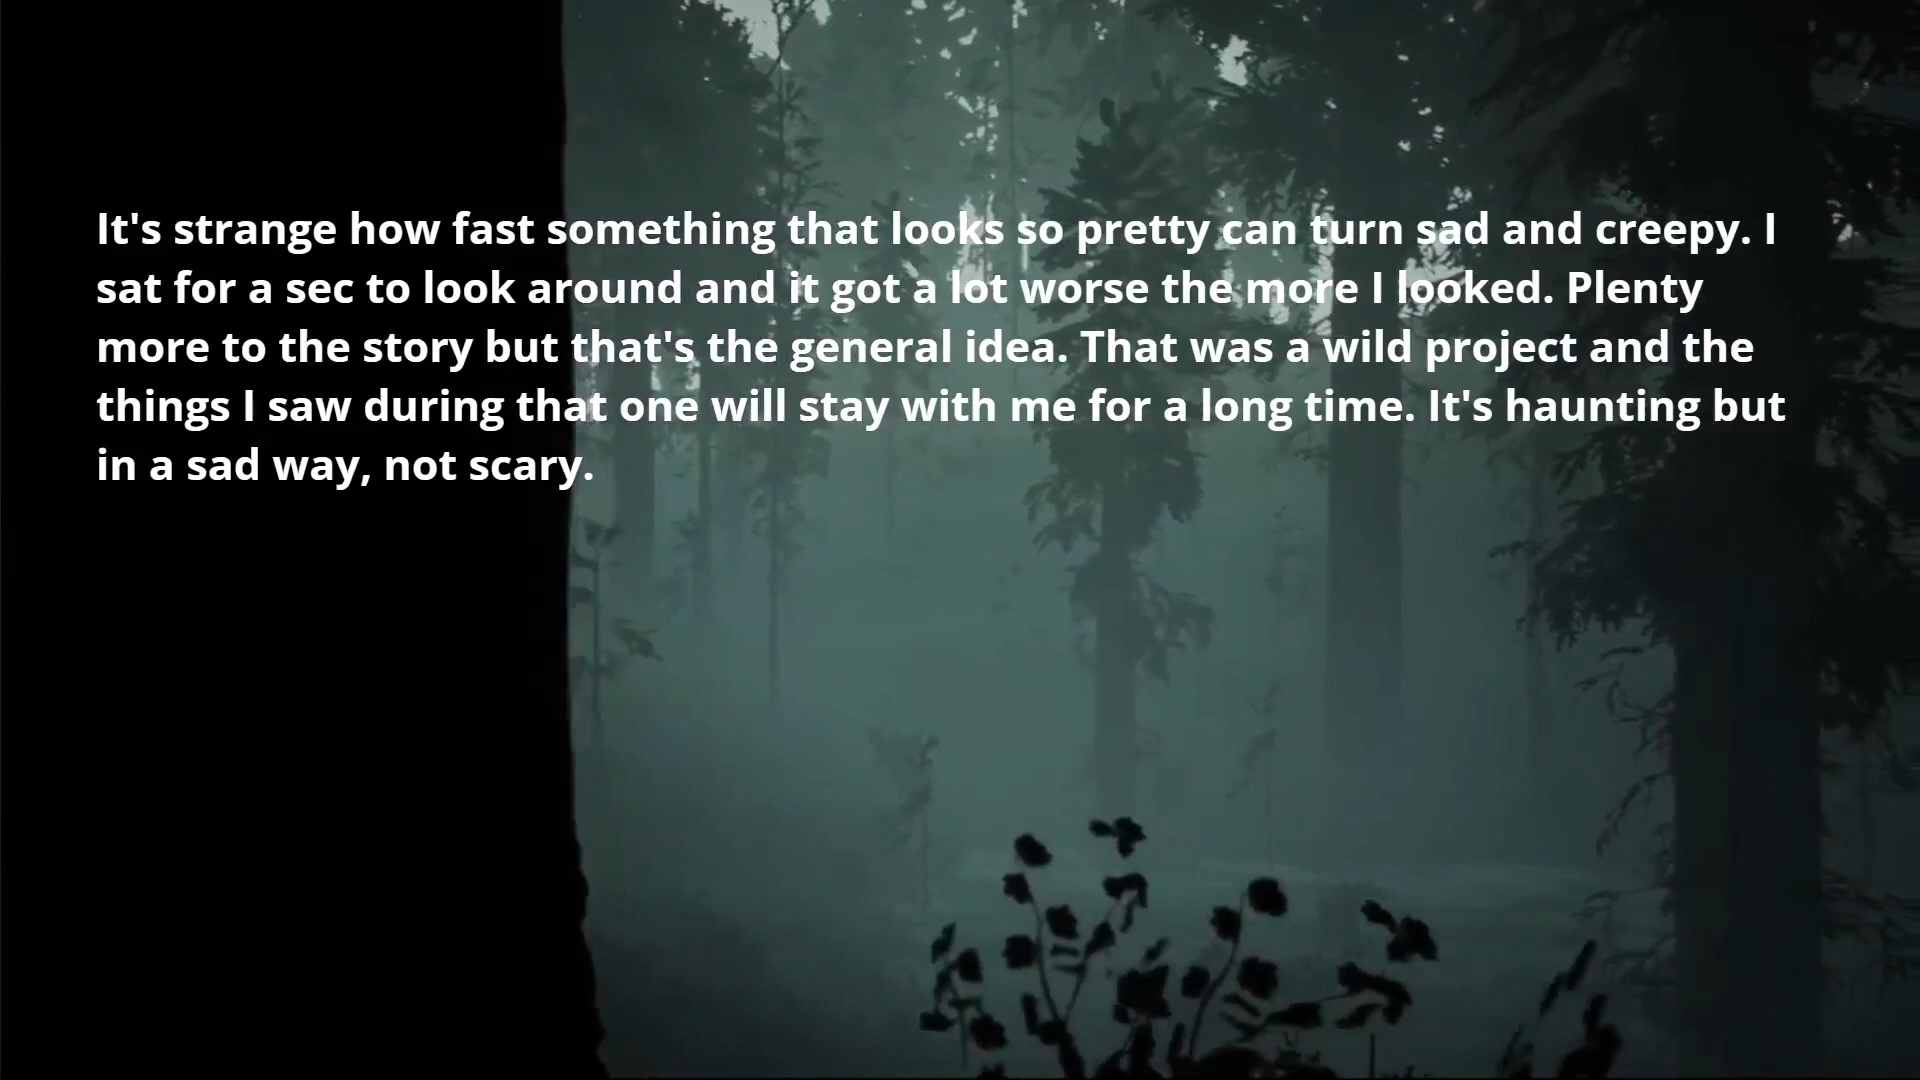 It's strange how fast something that looks so pretty can turn sad and creepy. I
sat for a sec to look around and it got a lot worse the more I looked. Plenty
more to the story but that's the general idea. That was a wild project and the
things I saw during that one will stay with me for a long time. It's haunting but
in a sad way, not scary.